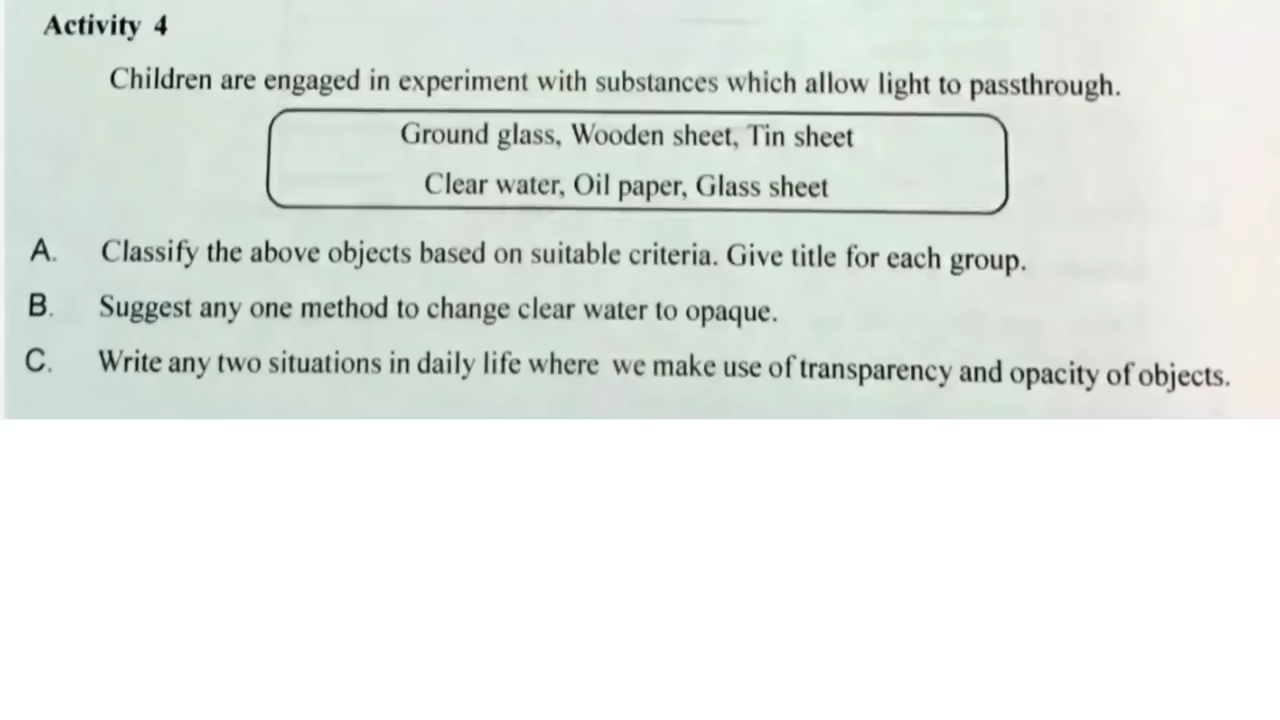 Activity 4
Children are engaged in experiment with substances which allow light to passthrough.
Ground glass, Wooden sheet, Tin sheet
Clear water, Oil paper, Glass sheet
A. Classify the above objects based on suitable criteria. Give title for each group.
B. Suggest any one method to change clear water to opaque.
C. Write any two situations in daily life where we make use of transparency and opacity of objects.